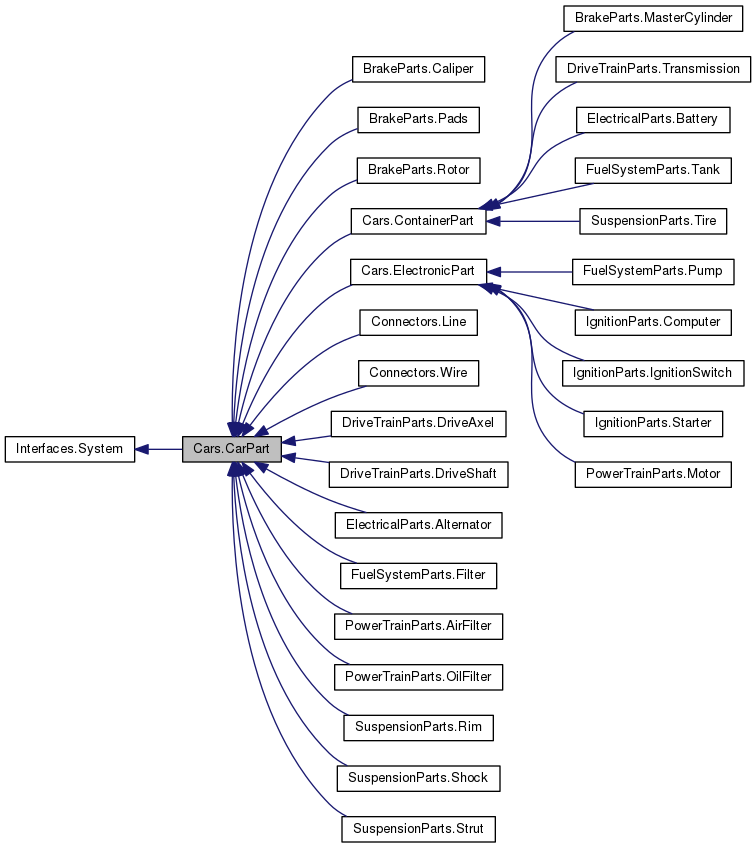 BrakeParts.MasterCylinder
BrakeParts.Caliper
DriveTrainParts.Transmission
BrakeParts.Pads
ElectricalParts.Battery
BrakeParts.Rotor
FuelSystemParts.Tank
Cars.ContainerPart
SuspensionParts.Tire
Cars.ElectronicPart
FuelSystemParts.Pump
Connectors.Line
IgnitionParts.Computer
Connectors.Wire
IgnitionParts.IgnitionSwitch
DriveTrainParts.DriveAxel
IgnitionParts.Starter
Interfaces.System
Cars.CarPart
DriveTrainParts.DriveShaft
PowerTrainParts.Motor
ElectricalParts.Alternator
FuelSystemParts.Filter
PowerTrainParts.AirFilter
PowerTrainParts.OilFilter
SuspensionParts.Rim
SuspensionParts.Shock
SuspensionParts.Strut